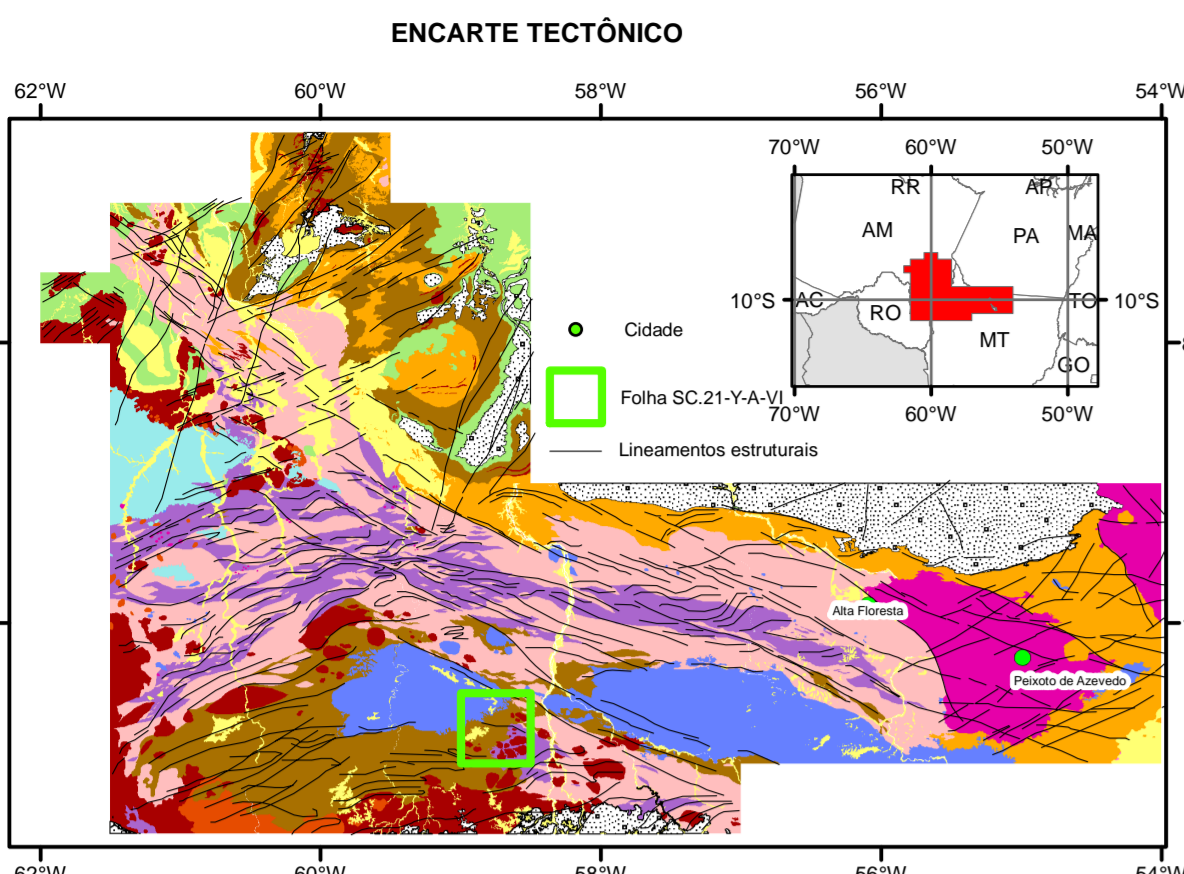 ENCARTE TECTÔNICO
62°W 60°W 58°W 56°W 54°W
70°W 60°W 50°W
RR AP
AM PA MA
10°S AC RO MT TO 10°S
GO
70°W 60°W 50°W
Cidade
Folha SC.21-Y-A-VI
Lineamentos estruturais
Alta Floresta
Peixoto de Azevedo
62°W 60°W 58°W 56°W 54°W